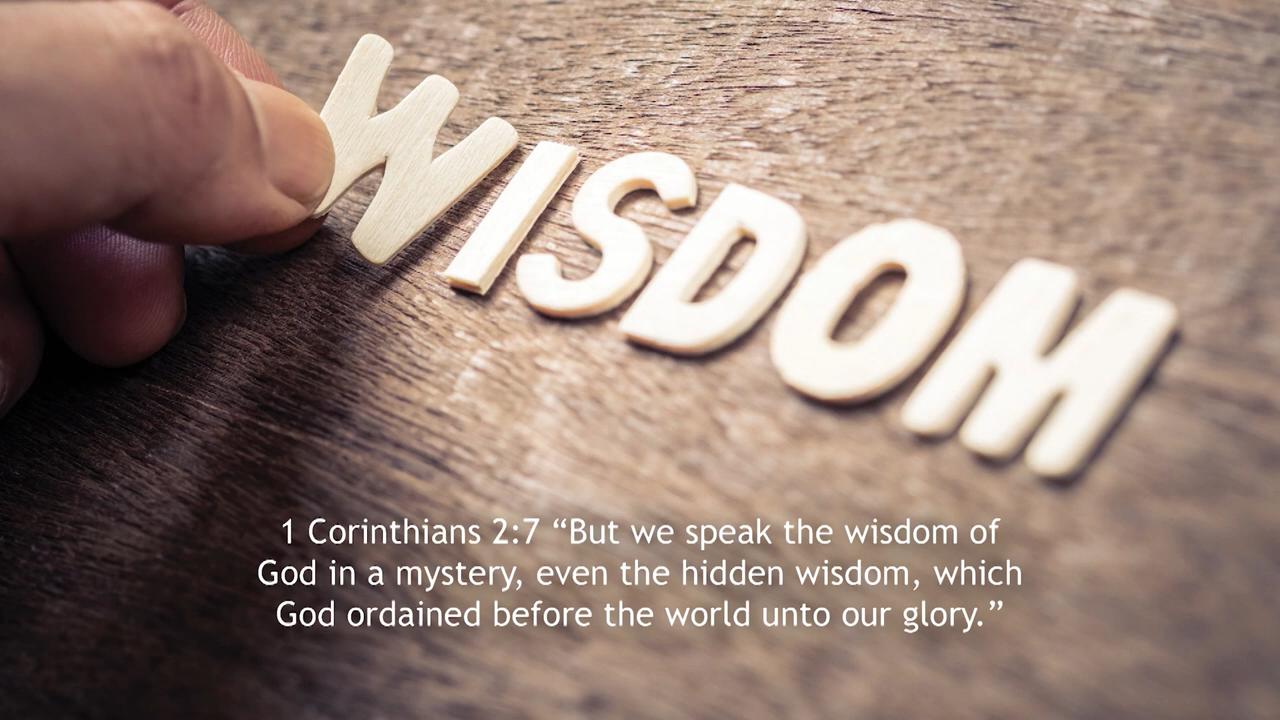 WISDOM
1 Corinthians 2:7 “But we speak the wisdom of
God in a mystery, even the hidden wisdom, which
God ordained before the world unto our glory.”